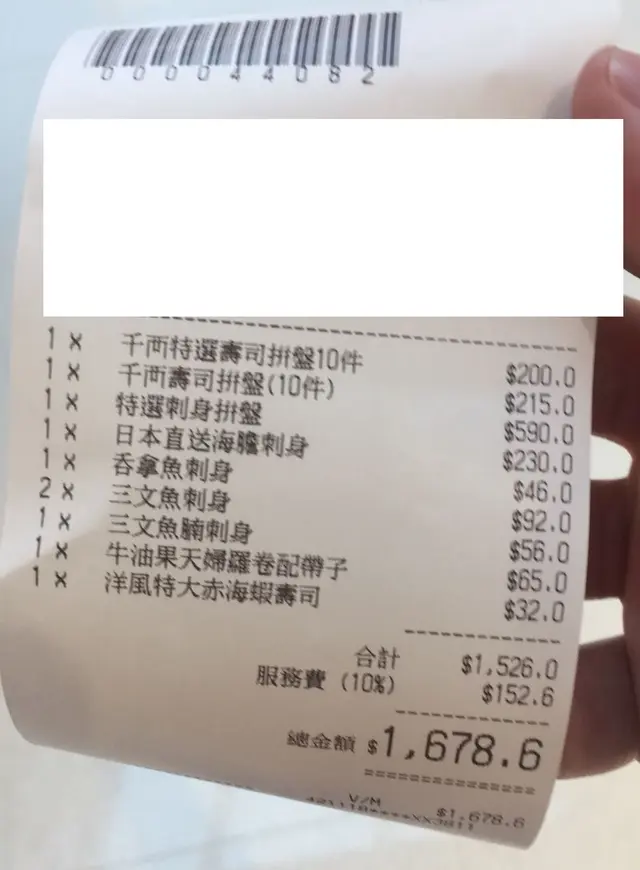 000044082
1 x 千両特選壽司拼盤10件 $200.0
1 x 千両壽司拼盤(10件) $215.0
1 x 特選刺身拼盤 $590.0
1 x 日本直送海膽刺身 $230.0
1 x 吞拿魚刺身 $46.0
2 x 三文魚刺身 $92.0
1 x 三文魚腩刺身 $56.0
1 x 牛油果天婦羅卷配帶子 $65.0
1 x 洋風特大赤海蝦壽司 $32.0
合計 $1,526.0
服務費 (10%) $152.6
總金額 $1,678.6
V/M $1,678.6